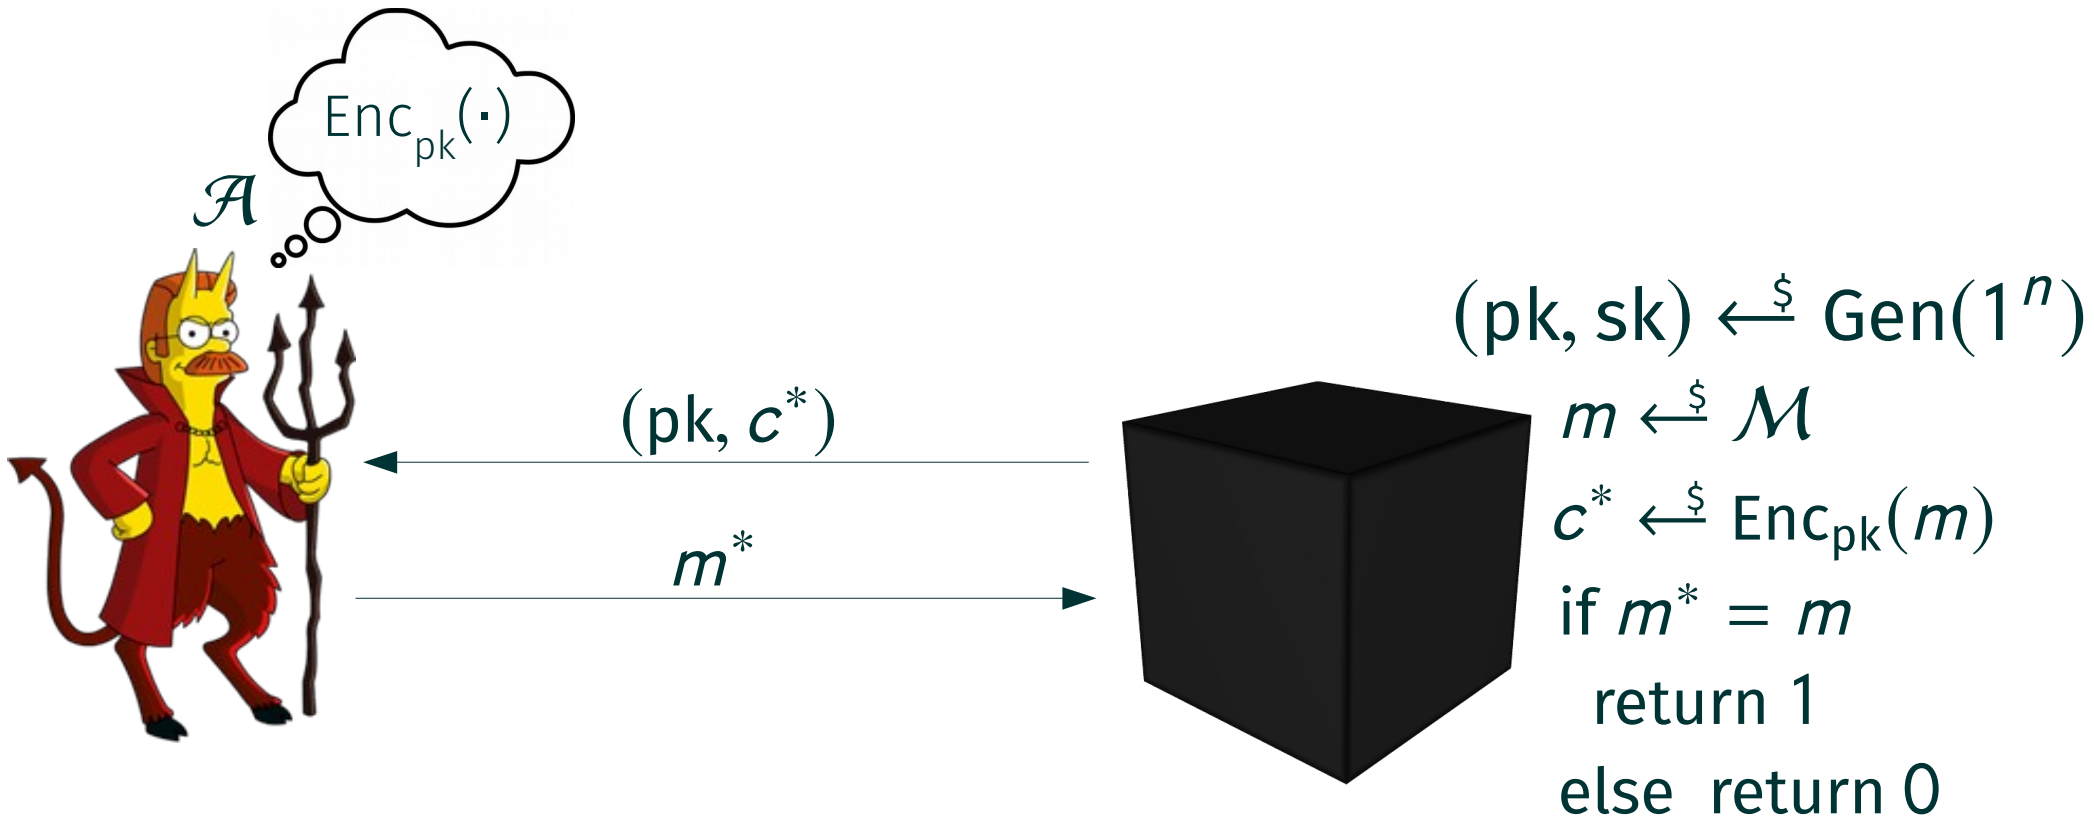 Enc_pk(·)
𝒜
(pk, sk) ←$ Gen(1^n)
m ←$ ℳ
(pk, c*)
c* ←$ Enc_pk(m)
m*
if m* = m
return 1
else return 0